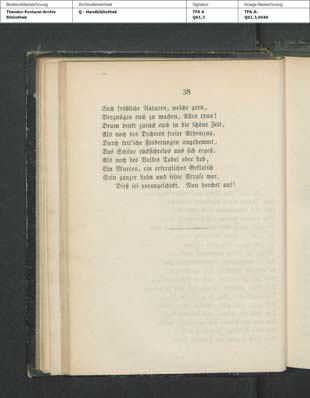 Bestandsbezeichnung
Archiveleneinheit
Signatur
Image-Bezeichnung
Theodor-Fontane-Archiv
Bibliothek
Q - Handbibliothek
TFA A
Q61,3
TFA-A:
Q61,3,0046
38
Euch fröhliche Naturen, welche gern,
Vergnügen euch zu machen, Alles thun!
Drum denkt zurück euch in die schöne Zeit,
Als noch des Dichters freier Athemzug,
Durch krit'sche Forderungen ungehemmt,
Das Schöne rücksichtslos aus sich ergoß,
Als noch des Volkes Tadel oder Lob,
Ein Murren, ein erfreuliches Geklatsch
Sein ganzer Lohn und seine Strafe war.
Dieß sei vorangeschickt. Nun horchet auf!